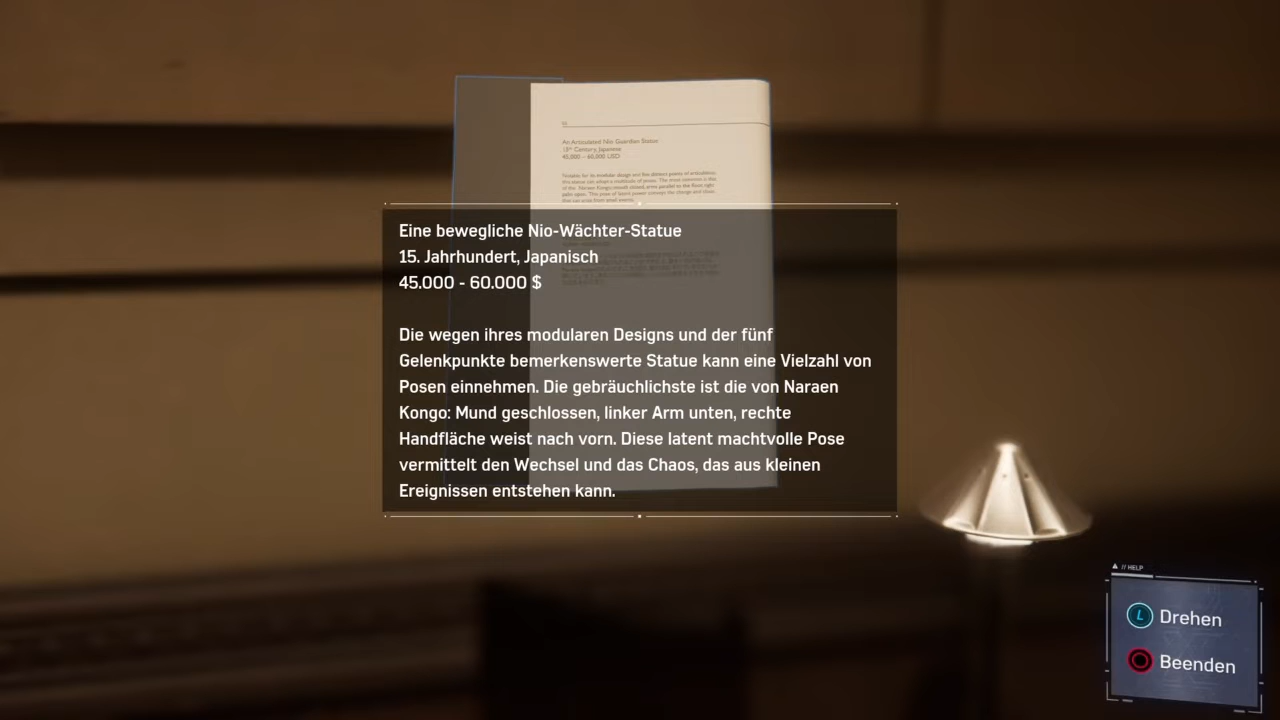 An Articulated Nio Guardian Statue
Century, Japanese
45,000 - 60,000 USD
Eine bewegliche Nio-Wächter-Statue
15. Jahrhundert, Japanisch
45.000 - 60.000 $
Die wegen ihres modularen Designs und der fünf
Gelenkpunkte bemerkenswerte Statue kann eine Vielzahl von
Posen einnehmen. Die gebräuchlichste ist die von Naraen
Kongo: Mund geschlossen, linker Arm unten, rechte
Handfläche weist nach vorn. Diese latent machtvolle Pose
vermittelt den Wechsel und das Chaos, das aus kleinen
Ereignissen entstehen kann.
// HELP
L Drehen
Beenden